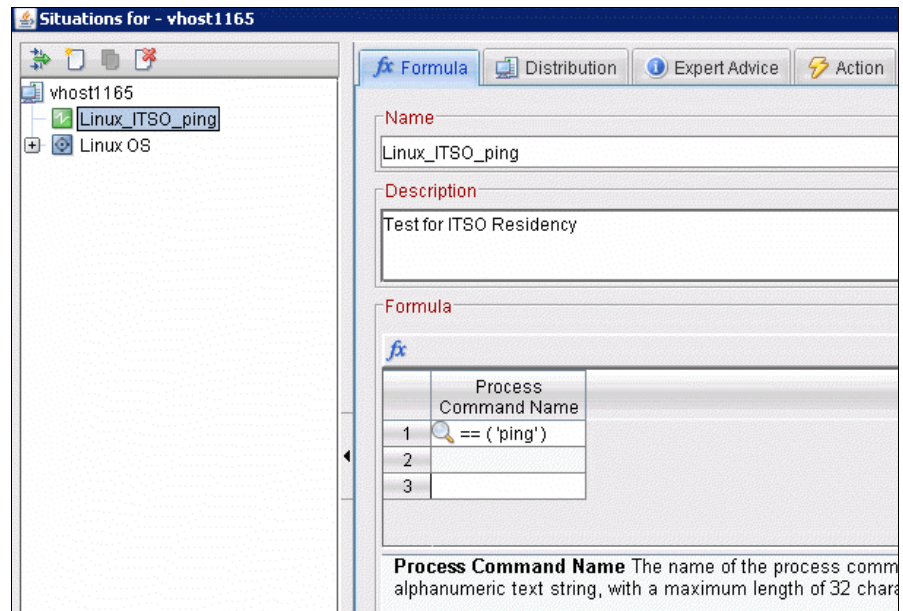 Situations for - vhost1165
vhost1165
Linux_ITSO_ping
Linux OS
fx Formula
Distribution
Expert Advice
Action
Name
Linux_ITSO_ping
Description
Test for ITSO Residency
Formula
fx
Process
Command Name
1 == ( 'ping')
2
3
Process Command Name The name of the process comm
alphanumeric text string, with a maximum length of 32 chara